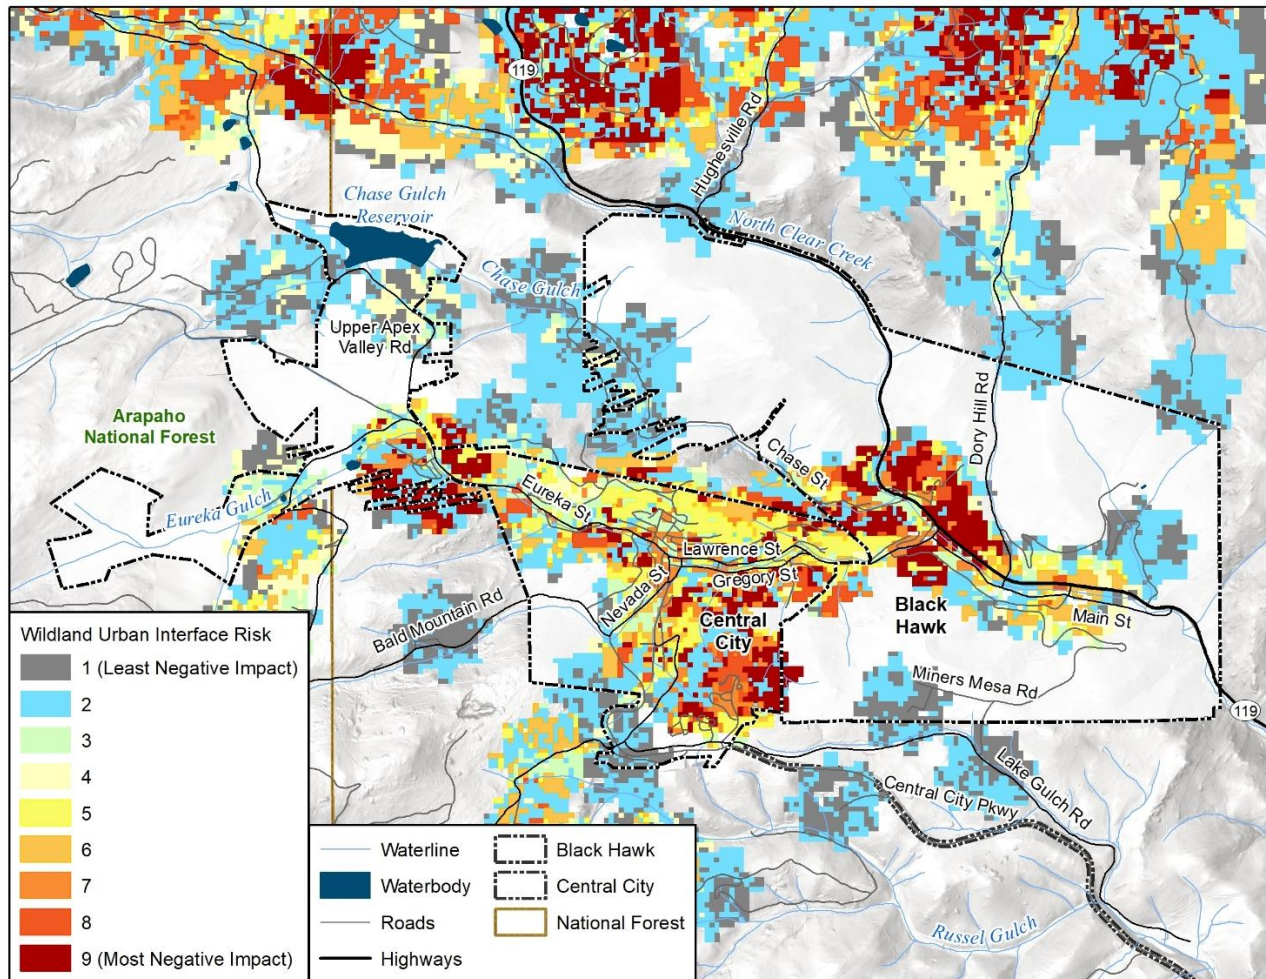 119
Hughesville Rd
Chase Gulch
Reservoir
North Clear Creek
Chase Gulch
Upper Apex
Valley Rd
Dory Hill Rd
Arapaho
National Forest
Chase St
Eureka Gulch
Eureka St
Lawrence St
Gregory St
Nevada St
Bald Mountain Rd
Central
City
Black
Hawk
Main St
Miners Mesa Rd
119
Central City Pkwy
Lake Gulch Rd
Russel Gulch
Wildland Urban Interface Risk
1 (Least Negative Impact)
2
3
4
5
6
7
8
9 (Most Negative Impact)
Waterline
Waterbody
Roads
Highways
Black Hawk
Central City
National Forest